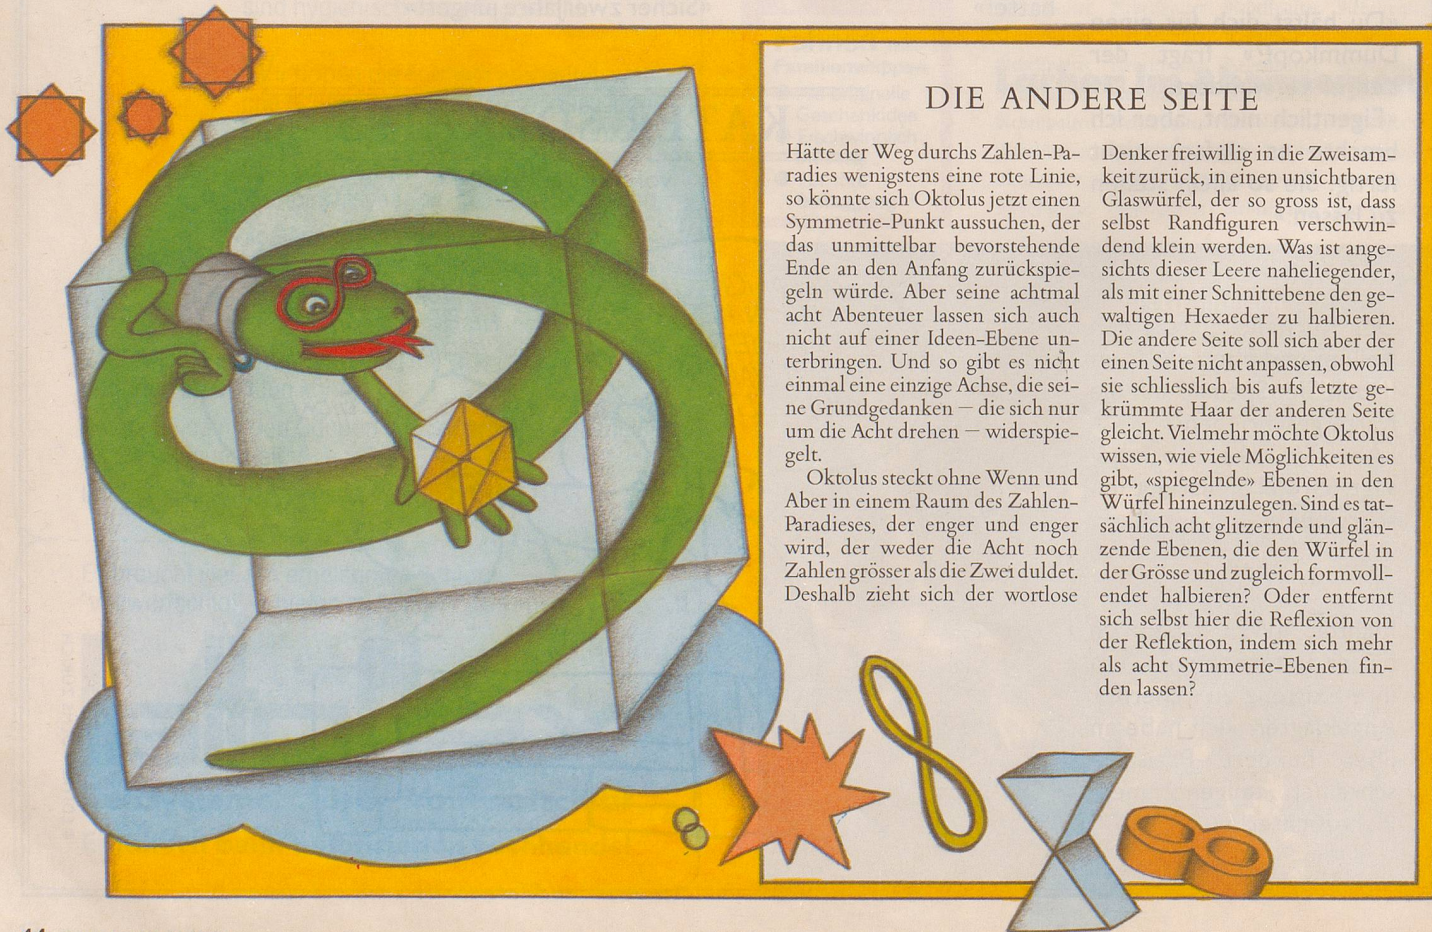 DIE ANDERE SEITE
Hätte der Weg durchs Zahlen-Pa-
radies wenigstens eine rote Linie,
so könnte sich Oktolus jetzt einen
Symmetrie-Punkt aussuchen, der
das unmittelbar bevorstehende
Ende an den Anfang zurückspie-
geln würde. Aber seine achtmal
acht Abenteuer lassen sich auch
nicht auf einer Ideen-Ebene un-
terbringen. Und so gibt es nicht
einmal eine einzige Achse, die sei-
ne Grundgedanken — die sich nur
um die Acht drehen — widerspie-
gelt.
Oktolus steckt ohne Wenn und
Aber in einem Raum des Zahlen-
Paradieses, der enger und enger
wird, der weder die Acht noch
Zahlen grösser als die Zwei duldet.
Deshalb zieht sich der wortlose
Denker freiwillig in die Zweisam-
keit zurück, in einen unsichtbaren
Glaswürfel, der so gross ist, dass
selbst Randfiguren verschwin-
dend klein werden. Was ist ange-
sichts dieser Leere naheliegender,
als mit einer Schnittebene den ge-
waltigen Hexaeder zu halbieren.
Die andere Seite soll sich aber der
einen Seite nicht anpassen, obwohl
sie schliesslich bis aufs letzte ge-
krümmte Haar der anderen Seite
gleicht. Vielmehr möchte Oktolus
wissen, wie viele Möglichkeiten es
gibt, «spiegelnde» Ebenen in den
Würfel hineinzulegen. Sind es tat-
sächlich acht glitzernde und glän-
zende Ebenen, die den Würfel in
der Grösse und zugleich formvoll-
endet halbieren? Oder entfernt
sich selbst hier die Reflexion von
der Reflektion, indem sich mehr
als acht Symmetrie-Ebenen fin-
den lassen?